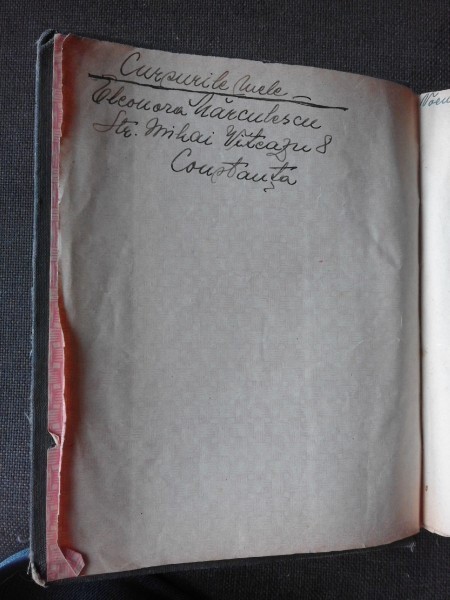 Cursurile mele
Eleonora Mărculescu
Str. Mihai Viteazu 8
Constanța